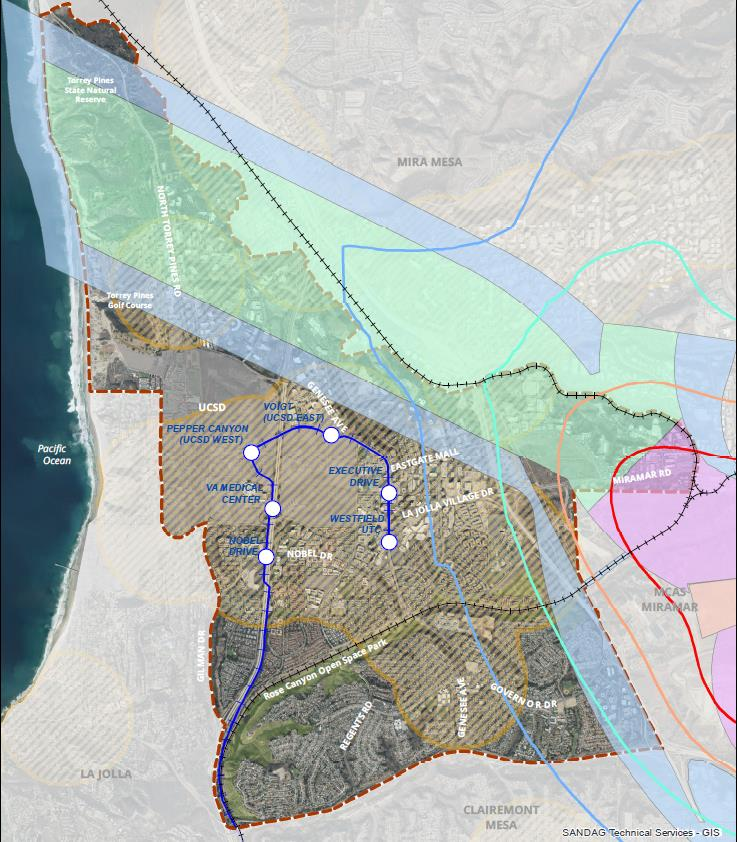 Torrey Pines
State Natural
Reserve
MIRA MESA
NORTH TORREY PINES RD
Torrey Pines
Golf Course
UCSD
VOIGT
(UCSD EAST)
GENESEE AVE
PEPPER CANYON
(UCSD WEST)
Pacific
Ocean
EASTGATE MALL
EXECUTIVE
DRIVE
MIRAMAR RD
VA MEDICAL
CENTER
LA JOLLA VILLAGE DR
WESTFIELD
UTC
NOBEL
DRIVE
NOBEL DR
MCAS
MIRAMAR
GILMAN DR
Rose Canyon Open Space Park
GENESEE AVE
GOVERNOR DR
REGENTS RD
LA JOLLA
CLAIREMONT
MESA
SANDAG Technical Services - GIS